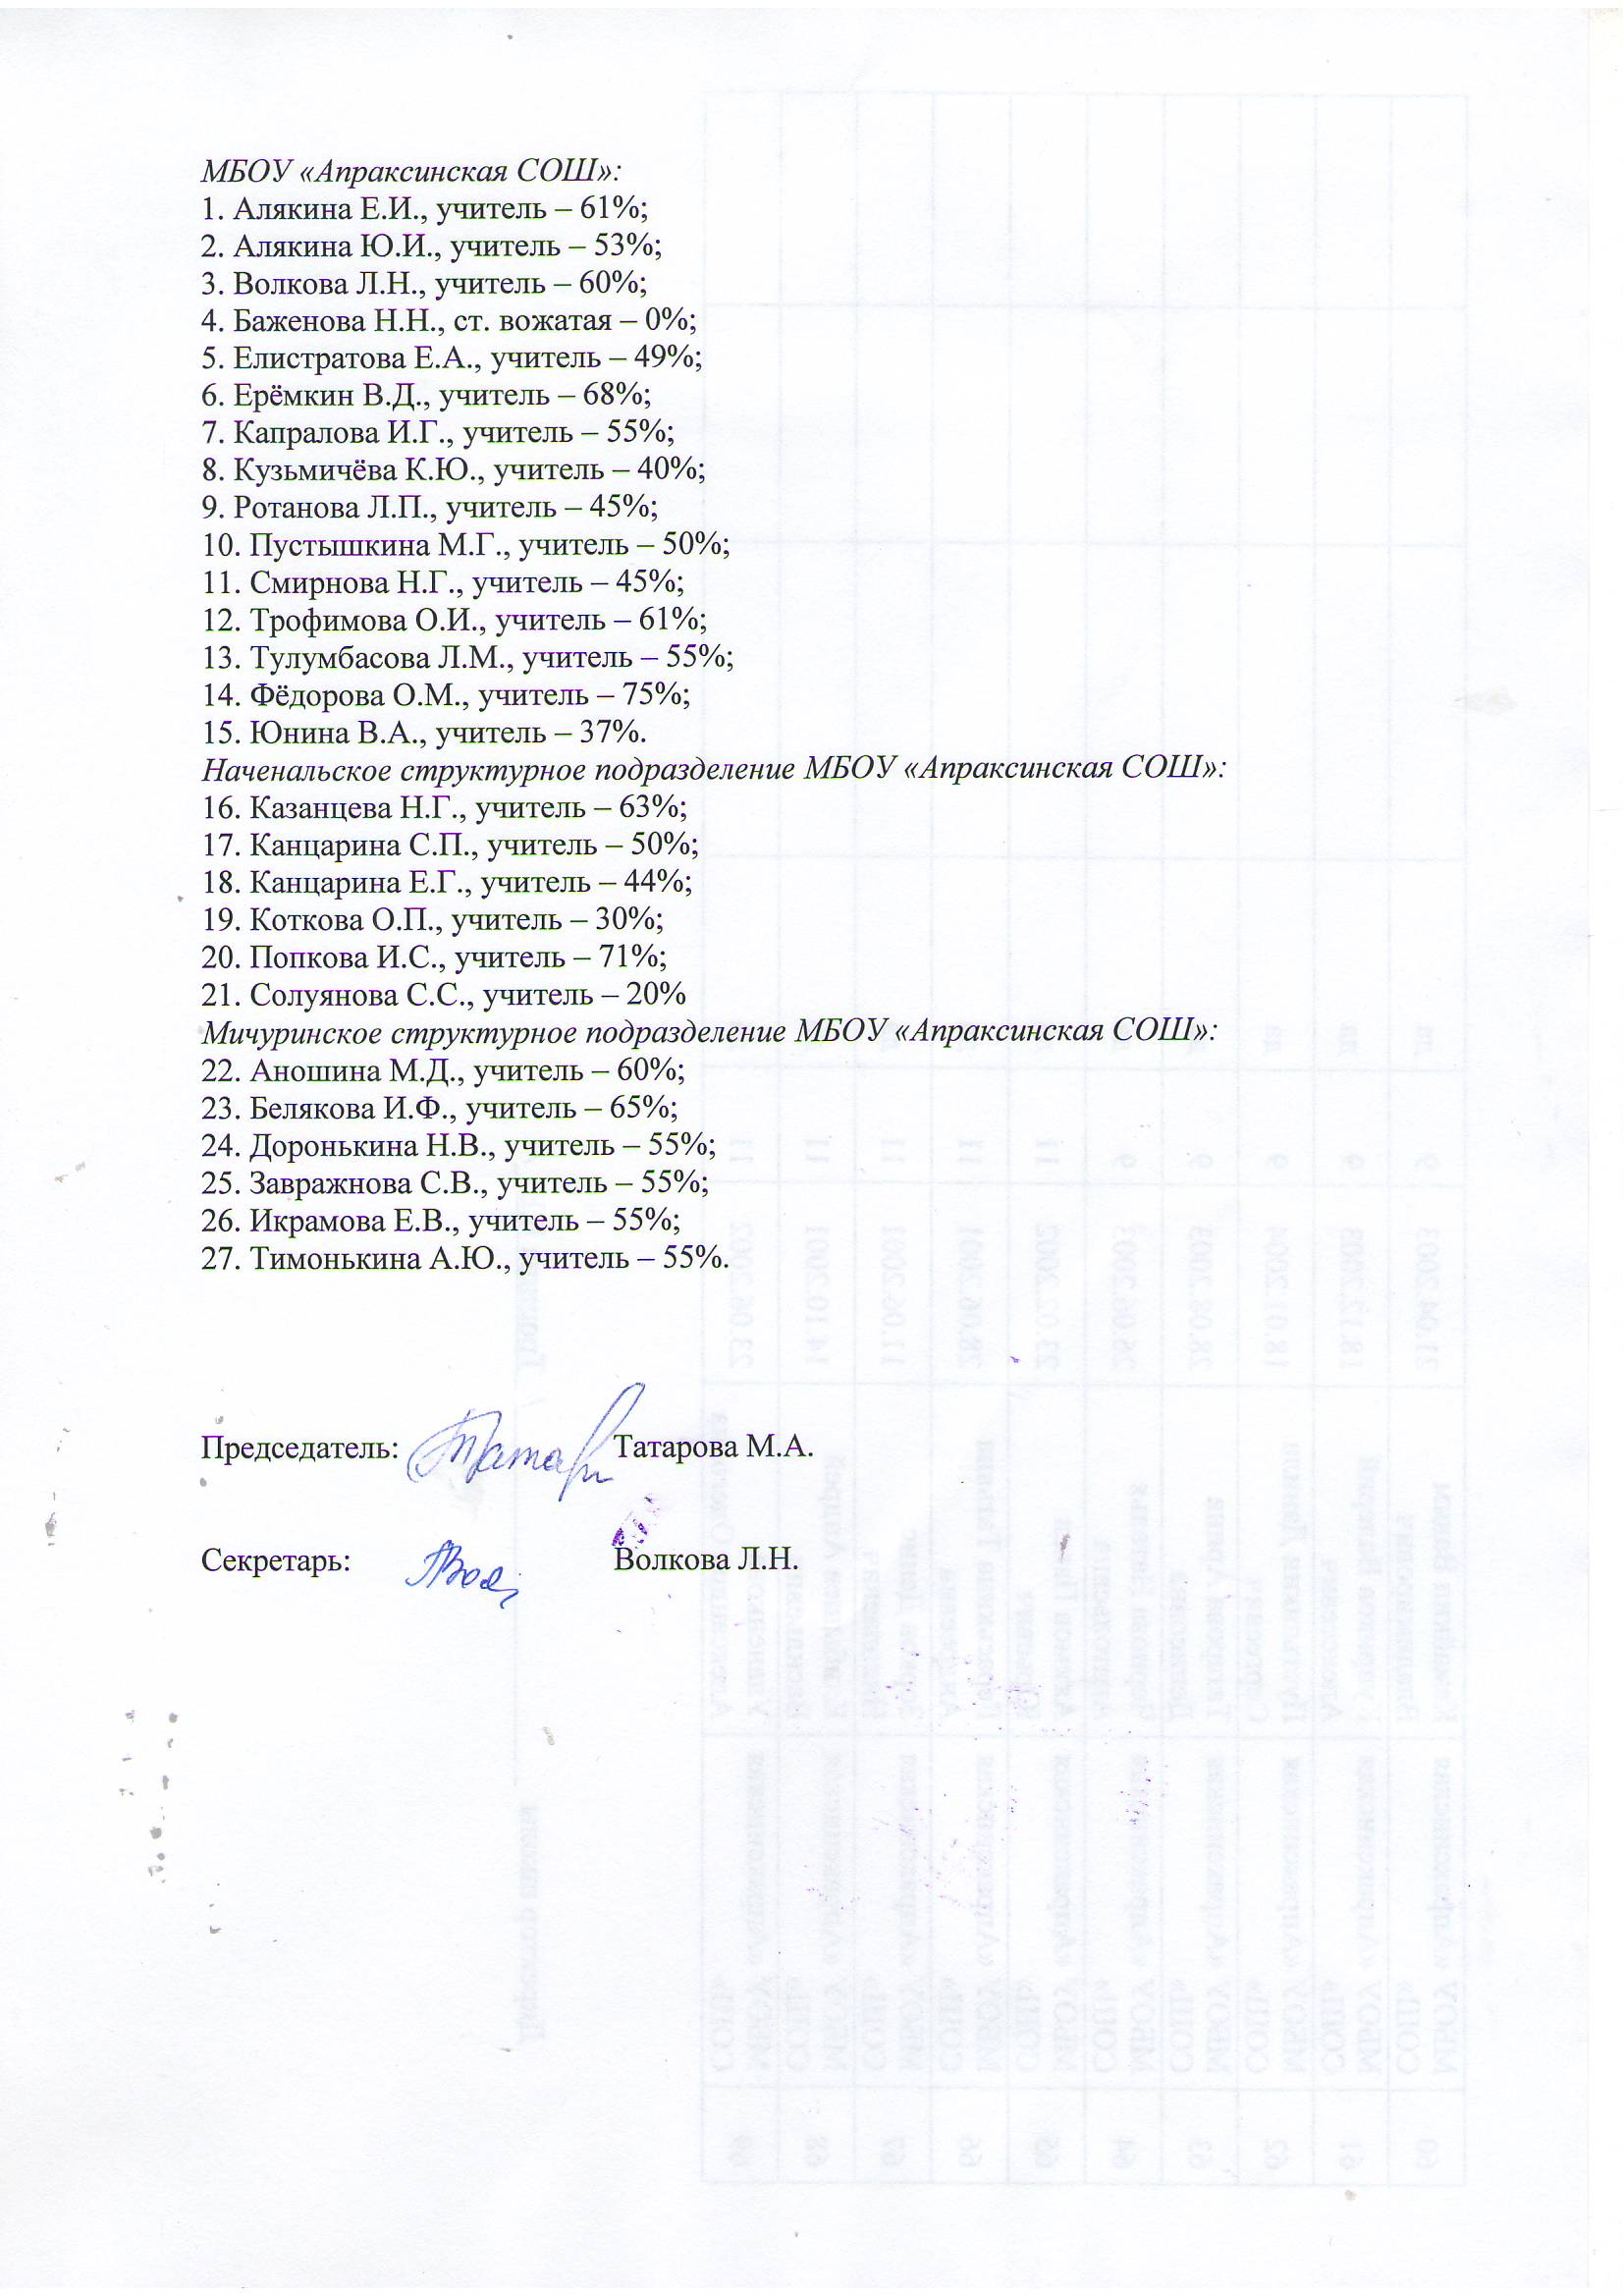 МБОУ «Апраксинская СОШ»:
1. Алякина Е.И., учитель – 61%;
2. Алякина Ю.И., учитель – 53%;
3. Волкова Л.Н., учитель – 60%;
4. Баженова Н.Н., ст. вожатая – 0%;
5. Елистратова Е.А., учитель – 49%;
6. Ерёмкин В.Д., учитель – 68%;
7. Капралова И.Г., учитель – 55%;
8. Кузьмичёва К.Ю., учитель – 40%;
9. Ротанова Л.П., учитель – 45%;
10. Пустышкина М.Г., учитель – 50%;
11. Смирнова Н.Г., учитель – 45%;
12. Трофимова О.И., учитель – 61%;
13. Тулумбасова Л.М., учитель – 55%;
14. Фёдорова О.М., учитель – 75%;
15. Юнина В.А., учитель – 37%.
Наченальское структурное подразделение МБОУ «Апраксинская СОШ»:
16. Казанцева Н.Г., учитель – 63%;
17. Канцарина С.П., учитель – 50%;
18. Канцарина Е.Г., учитель – 44%;
19. Коткова О.П., учитель – 30%;
20. Попкова И.С., учитель – 71%;
21. Солуянова С.С., учитель – 20%
Мичуринское структурное подразделение МБОУ «Апраксинская СОШ»:
22. Аношина М.Д., учитель – 60%;
23. Белякова И.Ф., учитель – 65%;
24. Доронькина Н.В., учитель – 55%;
25. Завражнова С.В., учитель – 55%;
26. Икрамова Е.В., учитель – 55%;
27. Тимонькина А.Ю., учитель – 55%.
Председатель: Татарова М.А.
Секретарь: Волкова Л.Н.